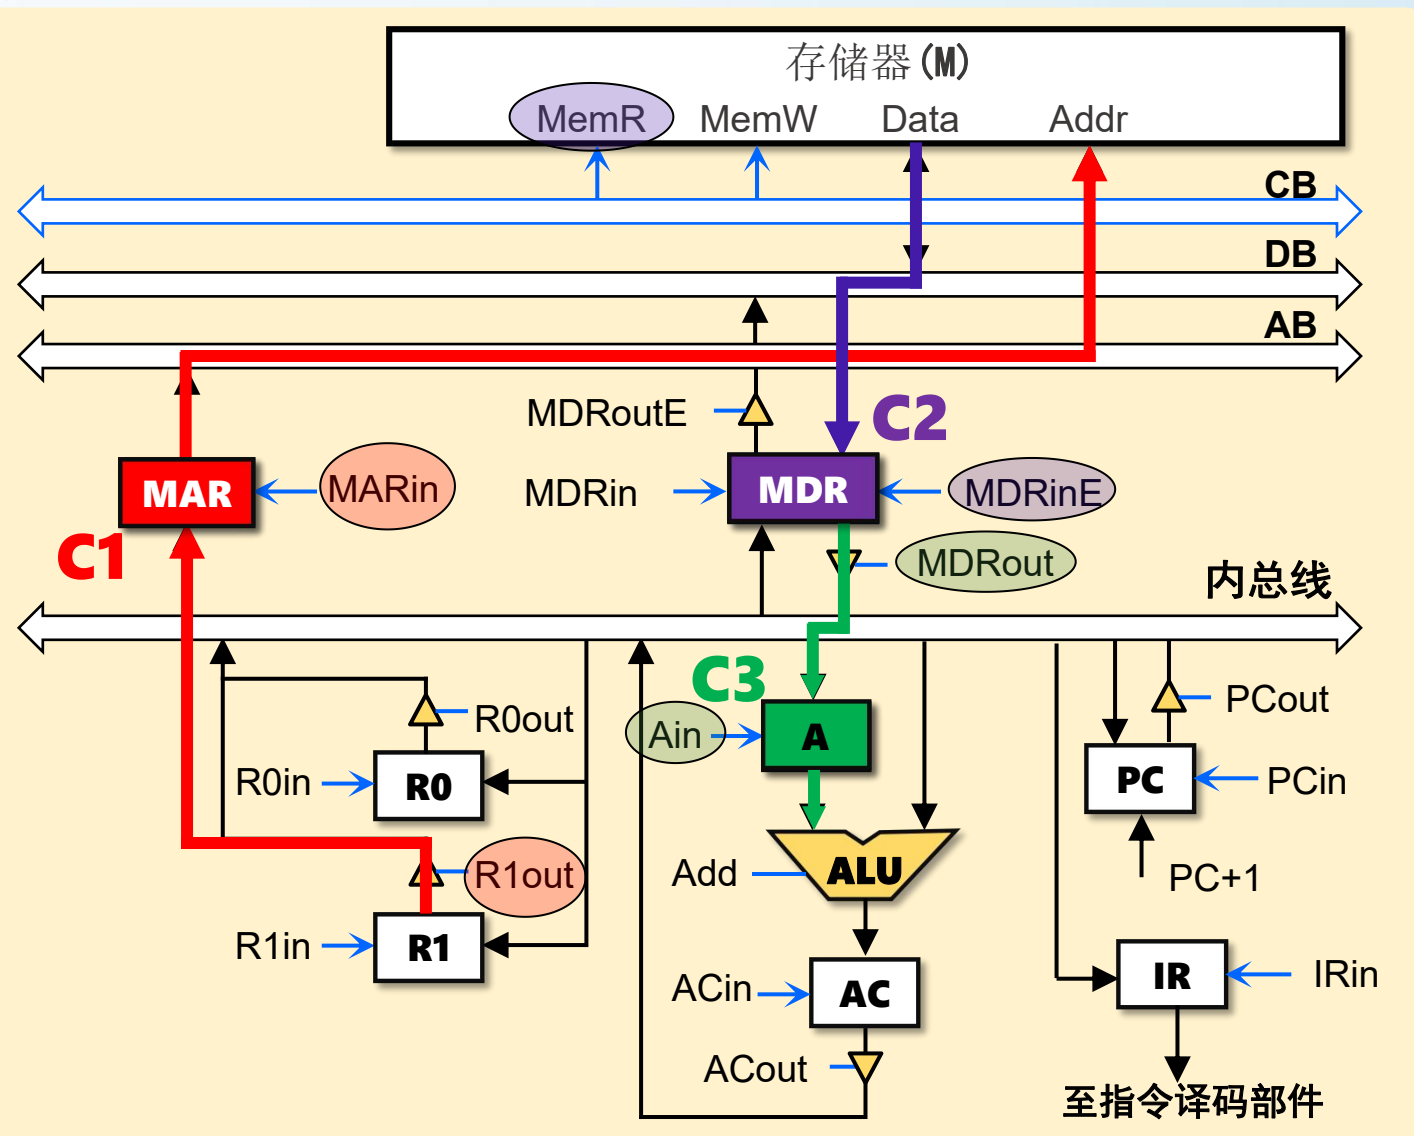 存储器(M)
MemR MemW Data Addr
CB
DB
AB
MDRoutE
C2
MAR
MARin
MDRin
MDR
MDRinE
C1
MDRout
内总线
C3
R0out
Ain
A
PCout
R0in
R0
PC
PCin
Add
ALU
R1out
PC+1
R1in
R1
ACin
AC
IR
IRin
ACout
至指令译码部件